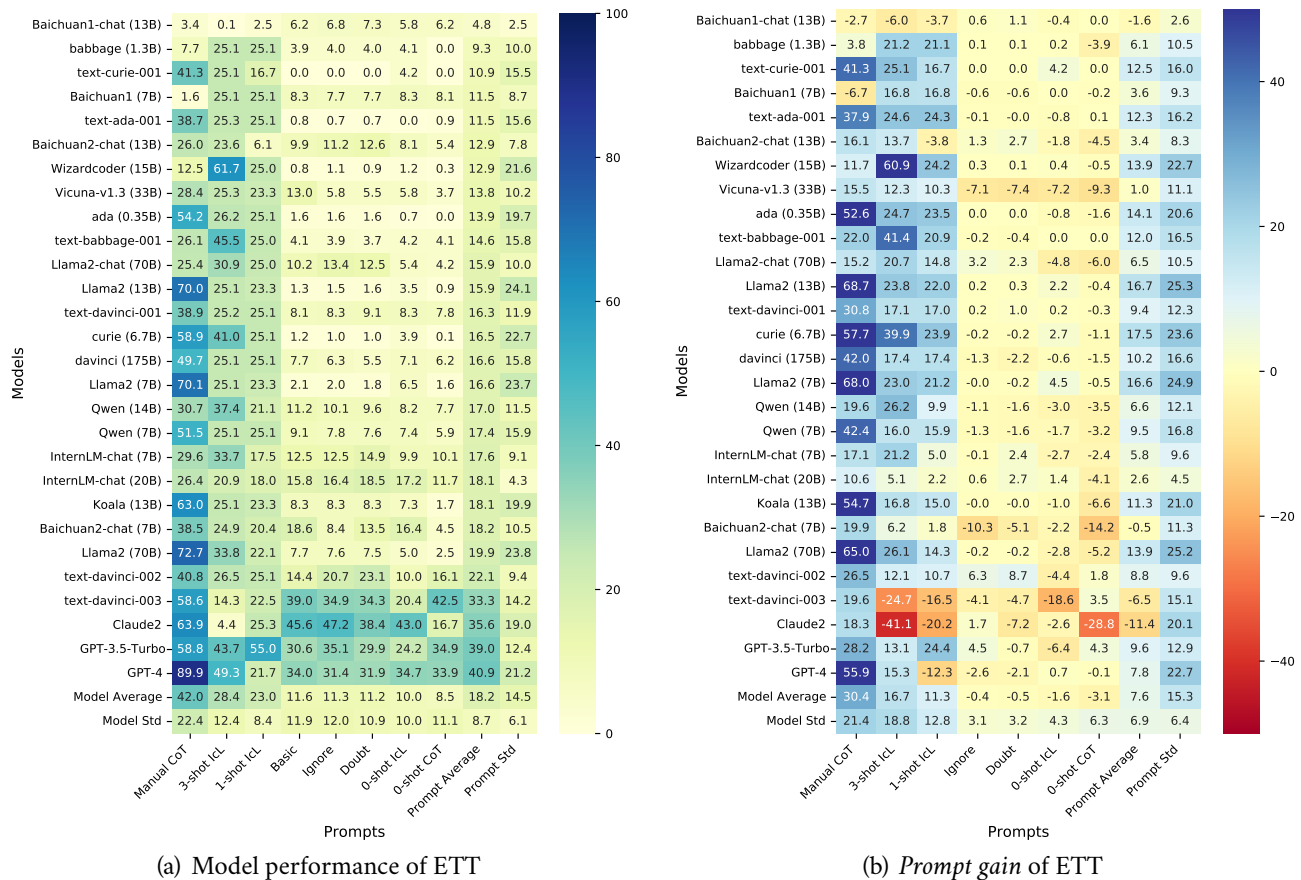 Models
Baichuan1-chat (13B) 3.4 0.1 2.5 6.2 6.8 7.3 5.8 6.2 4.8 2.5
babbage (1.3B) 7.7 25.1 25.1 3.9 4.0 4.0 4.1 0.0 9.3 10.0
text-curie-001 41.3 25.1 16.7 0.0 0.0 0.0 4.2 0.0 10.9 15.5
Baichuan1 (7B) 1.6 25.1 25.1 8.3 7.7 7.7 8.3 8.1 11.5 8.7
text-ada-001 38.7 25.3 25.1 0.8 0.7 0.7 0.0 0.9 11.5 15.6
Baichuan2-chat (13B) 26.0 23.6 6.1 9.9 11.2 12.6 8.1 5.4 12.9 7.8
Wizardcoder (15B) 12.5 61.7 25.0 0.8 1.1 0.9 1.2 0.3 12.9 21.6
Vicuna-v1.3 (33B) 28.4 25.3 23.3 13.0 5.8 5.5 5.8 3.7 13.8 10.2
ada (0.35B) 54.2 26.2 25.1 1.6 1.6 1.6 0.7 0.0 13.9 19.7
text-babbage-001 26.1 45.5 25.0 4.1 3.9 3.7 4.2 4.1 14.6 15.8
Llama2-chat (70B) 25.4 30.9 25.0 10.2 13.4 12.5 5.4 4.2 15.9 10.0
Llama2 (13B) 70.0 25.1 23.3 1.3 1.5 1.6 3.5 0.9 15.9 24.1
text-davinci-001 38.9 25.2 25.1 8.1 8.3 9.1 8.3 7.8 16.3 11.9
curie (6.7B) 58.9 41.0 25.1 1.2 1.0 1.0 3.9 0.1 16.4 22.7
davinci (175B) 49.7 25.1 25.1 7.7 6.3 5.5 7.1 6.2 16.6 15.8
Llama2 (7B) 70.1 25.1 23.3 2.1 2.0 1.8 6.5 1.6 16.6 23.7
Qwen (14B) 30.7 37.4 21.1 11.2 10.1 9.6 8.2 7.7 17.0 11.5
Qwen (7B) 51.5 25.1 25.1 9.1 7.8 7.6 7.4 5.9 17.4 15.9
InternLM-chat (7B) 29.6 33.7 17.5 12.5 12.5 14.9 9.9 10.1 17.6 9.1
InternLM-chat (20B) 26.4 20.9 18.0 15.8 16.4 18.5 17.2 11.7 18.1 4.3
Koala (13B) 63.0 25.1 23.3 8.3 8.3 8.3 7.3 1.7 18.1 19.9
Baichuan2-chat (7B) 38.5 24.9 20.4 18.6 8.4 13.5 16.4 4.5 18.2 10.5
Llama2 (70B) 72.7 33.8 22.1 7.7 7.6 7.5 5.0 2.5 19.9 23.8
text-davinci-002 40.8 26.5 25.1 14.4 20.7 23.1 10.0 16.1 22.1 9.4
text-davinci-003 58.6 14.3 22.5 39.0 34.9 34.3 20.4 42.5 33.3 14.2
Claude2 63.9 4.4 25.3 45.6 47.2 38.4 43.0 16.7 35.6 19.0
GPT-3.5-Turbo 58.8 43.7 55.0 30.6 35.1 29.9 24.2 34.9 39.0 12.4
GPT-4 89.9 49.3 21.7 34.0 31.4 31.9 34.7 33.9 40.9 21.2
Model Average 42.0 28.4 23.0 11.6 11.3 11.2 10.0 8.5 18.2 14.5
Model Std 22.4 12.4 8.4 11.9 12.0 10.9 10.0 11.1 8.7 6.1
Manual CoT 3-shot IcL 1-shot IcL Basic Ignore Doubt 0-shot IcL 0-shot CoT Prompt Average Prompt Std
Prompts
100
80
60
40
20
0
(a) Model performance of ETT
Models
Baichuan1-chat (13B) -2.7 -6.0 -3.7 0.6 1.1 -0.4 0.0 -1.6 2.6
babbage (1.3B) 3.8 21.2 21.1 0.1 0.1 0.2 -3.9 6.1 10.5
text-curie-001 41.3 25.1 16.7 0.0 0.0 4.2 0.0 12.5 16.0
Baichuan1 (7B) -6.7 16.8 16.8 -0.6 -0.6 0.0 -0.2 3.6 9.3
text-ada-001 37.9 24.6 24.3 -0.1 -0.0 -0.8 0.1 12.3 16.2
Baichuan2-chat (13B) 16.1 13.7 -3.8 1.3 2.7 -1.8 -4.5 3.4 8.3
Wizardcoder (15B) 11.7 60.9 24.2 0.3 0.1 0.4 -0.5 13.9 22.7
Vicuna-v1.3 (33B) 15.5 12.3 10.3 -7.1 -7.4 -7.2 -9.3 1.0 11.1
ada (0.35B) 52.6 24.7 23.5 0.0 0.0 -0.8 -1.6 14.1 20.6
text-babbage-001 22.0 41.4 20.9 -0.2 -0.4 0.0 0.0 12.0 16.5
Llama2-chat (70B) 15.2 20.7 14.8 3.2 2.3 -4.8 -6.0 6.5 10.5
Llama2 (13B) 68.7 23.8 22.0 0.2 0.3 2.2 -0.4 16.7 25.3
text-davinci-001 30.8 17.1 17.0 0.2 1.0 0.2 -0.3 9.4 12.3
curie (6.7B) 57.7 39.9 23.9 -0.2 -0.2 2.7 -1.1 17.5 23.6
davinci (175B) 42.0 17.4 17.4 -1.3 -2.2 -0.6 -1.5 10.2 16.6
Llama2 (7B) 68.0 23.0 21.2 -0.0 -0.2 4.5 -0.5 16.6 24.9
Qwen (14B) 19.6 26.2 9.9 -1.1 -1.6 -3.0 -3.5 6.6 12.1
Qwen (7B) 42.4 16.0 15.9 -1.3 -1.6 -1.7 -3.2 9.5 16.8
InternLM-chat (7B) 17.1 21.2 5.0 -0.1 2.4 -2.7 -2.4 5.8 9.6
InternLM-chat (20B) 10.6 5.1 2.2 0.6 2.7 1.4 -4.1 2.6 4.5
Koala (13B) 54.7 16.8 15.0 -0.0 -0.0 -1.0 -6.6 11.3 21.0
Baichuan2-chat (7B) 19.9 6.2 1.8 -10.3 -5.1 -2.2 -14.2 -0.5 11.3
Llama2 (70B) 65.0 26.1 14.3 -0.2 -0.2 -2.8 -5.2 13.9 25.2
text-davinci-002 26.5 12.1 10.7 6.3 8.7 -4.4 1.8 8.8 9.6
text-davinci-003 19.6 -24.7 -16.5 -4.1 -4.7 -18.6 3.5 -6.5 15.1
Claude2 18.3 -41.1 -20.2 1.7 -7.2 -2.6 -28.8 -11.4 20.1
GPT-3.5-Turbo 28.2 13.1 24.4 4.5 -0.7 -6.4 4.3 9.6 12.9
GPT-4 55.9 15.3 -12.3 -2.6 -2.1 0.7 -0.1 7.8 22.7
Model Average 30.4 16.7 11.3 -0.4 -0.5 -1.6 -3.1 7.6 15.3
Model Std 21.4 18.8 12.8 3.1 3.2 4.3 6.3 6.9 6.4
Manual CoT 3-shot IcL 1-shot IcL Ignore Doubt 0-shot IcL 0-shot CoT Prompt Average Prompt Std
Prompts
40
20
0
−20
−40
(b) Prompt gain of ETT